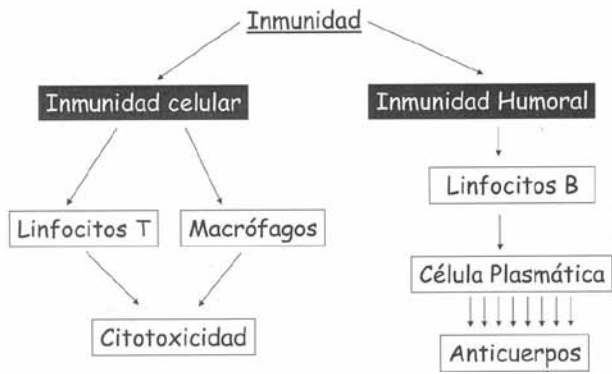 Inmunidad
Inmunidad celular
Inmunidad Humoral
Linfocitos B
Linfocitos T
Macrófagos
Célula Plasmática
Citotoxicidad
Anticuerpos